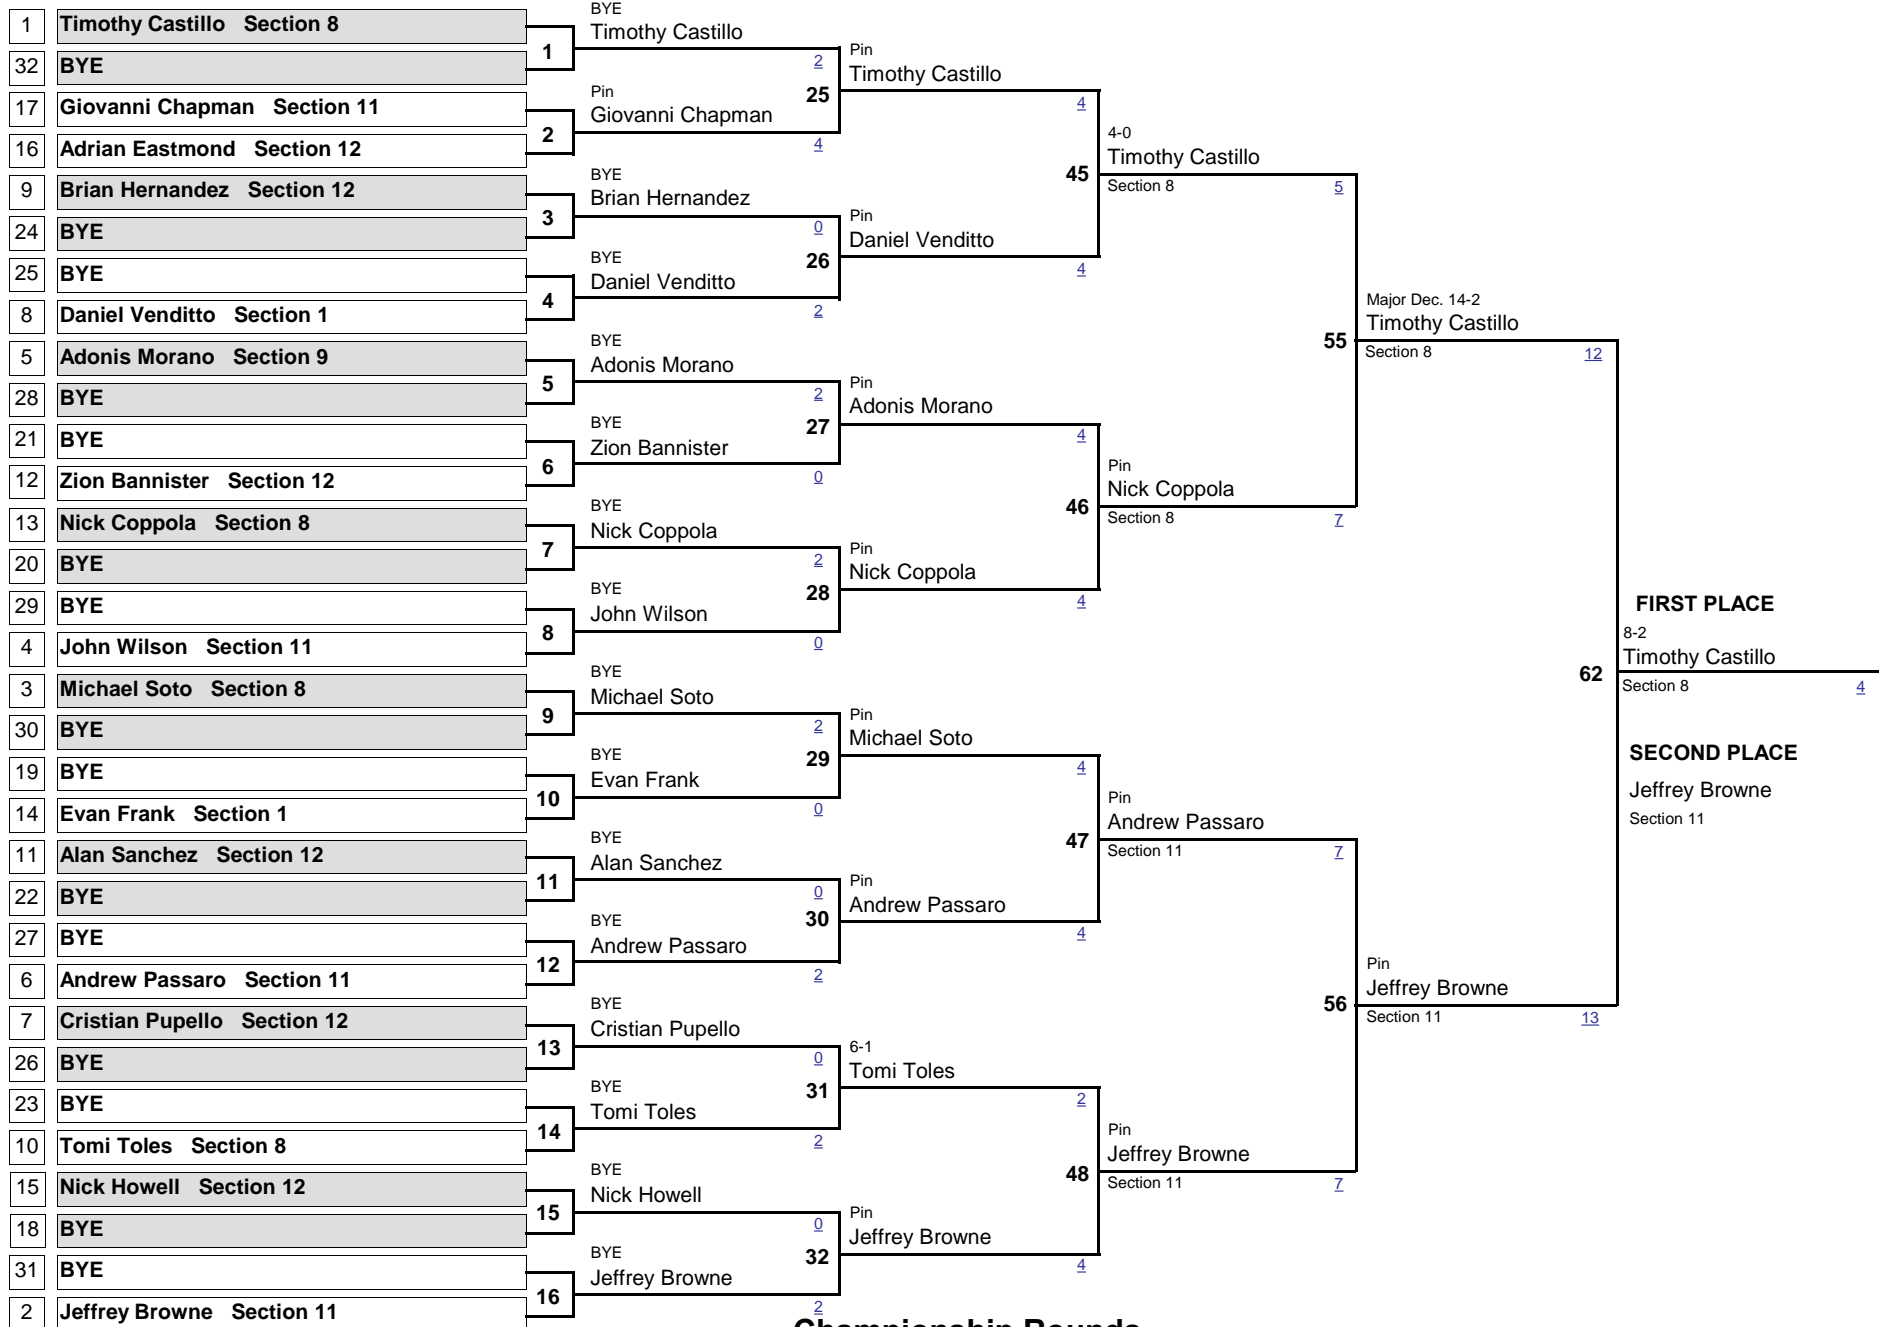 1 Timothy Castillo Section 8
32 BYE
17 Giovanni Chapman Section 11
16 Adrian Eastmond Section 12
9 Brian Hernandez Section 12
24 BYE
25 BYE
8 Daniel Venditto Section 1
5 Adonis Morano Section 9
28 BYE
21 BYE
12 Zion Bannister Section 12
13 Nick Coppola Section 8
20 BYE
29 BYE
4 John Wilson Section 11
3 Michael Soto Section 8
30 BYE
19 BYE
14 Evan Frank Section 1
11 Alan Sanchez Section 12
22 BYE
27 BYE
6 Andrew Passaro Section 11
7 Cristian Pupello Section 12
26 BYE
23 BYE
10 Tomi Toles Section 8
15 Nick Howell Section 12
18 BYE
31 BYE
2 Jeffrey Browne Section 11
1
2
3
4
5
6
7
8
9
10
11
12
13
14
15
16
BYE
Timothy Castillo
2
Pin
Giovanni Chapman
4
BYE
Brian Hernandez
0
BYE
Daniel Venditto
2
BYE
Adonis Morano
2
BYE
Zion Bannister
0
BYE
Nick Coppola
2
BYE
John Wilson
0
BYE
Michael Soto
2
BYE
Evan Frank
0
BYE
Alan Sanchez
0
BYE
Andrew Passaro
2
BYE
Cristian Pupello
0
BYE
Tomi Toles
2
BYE
Nick Howell
0
BYE
Jeffrey Browne
2
25
26
27
28
29
30
31
32
Pin
Timothy Castillo
4
Pin
Daniel Venditto
4
Pin
Adonis Morano
4
Pin
Nick Coppola
4
Pin
Michael Soto
4
Pin
Andrew Passaro
4
6-1
Tomi Toles
2
Pin
Jeffrey Browne
4
45
46
47
48
4-0
Timothy Castillo
Section 8 5
Pin
Nick Coppola
Section 8 7
Pin
Andrew Passaro
Section 11 7
Pin
Jeffrey Browne
Section 11 7
55
56
Major Dec. 14-2
Timothy Castillo
Section 8 12
Pin
Jeffrey Browne
Section 11 13
62
FIRST PLACE
8-2
Timothy Castillo
Section 8 4
SECOND PLACE
Jeffrey Browne
Section 11
Championship Rounds